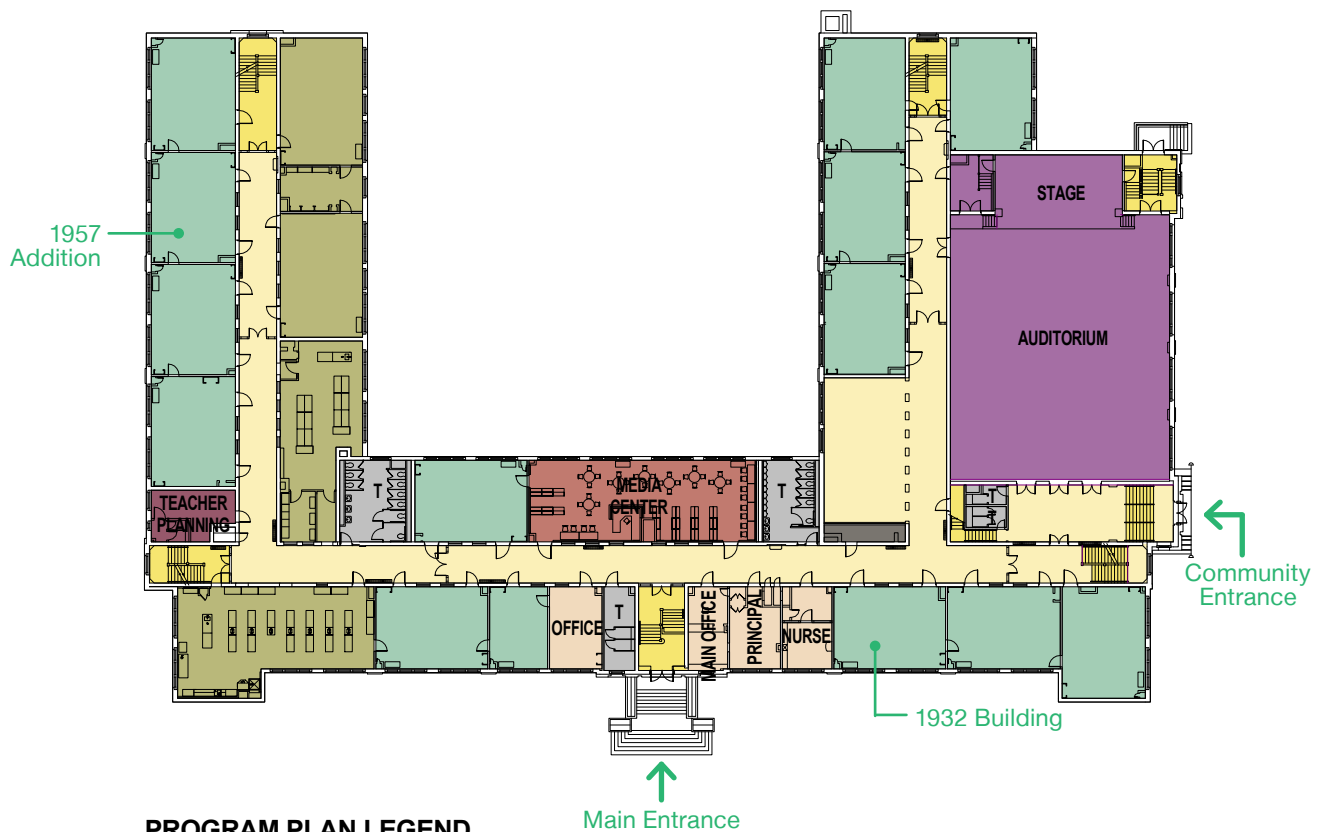 STAGE
1957
Addition
AUDITORIUM
T
MEDIA
CENTER
T
TEACHER
PLANNING
T
Community
Entrance
OFFICE
T
MAIN OFFICE
PRINCIPAL
NURSE
1932 Building
Main Entrance
PROGRAM PLAN LEGEND